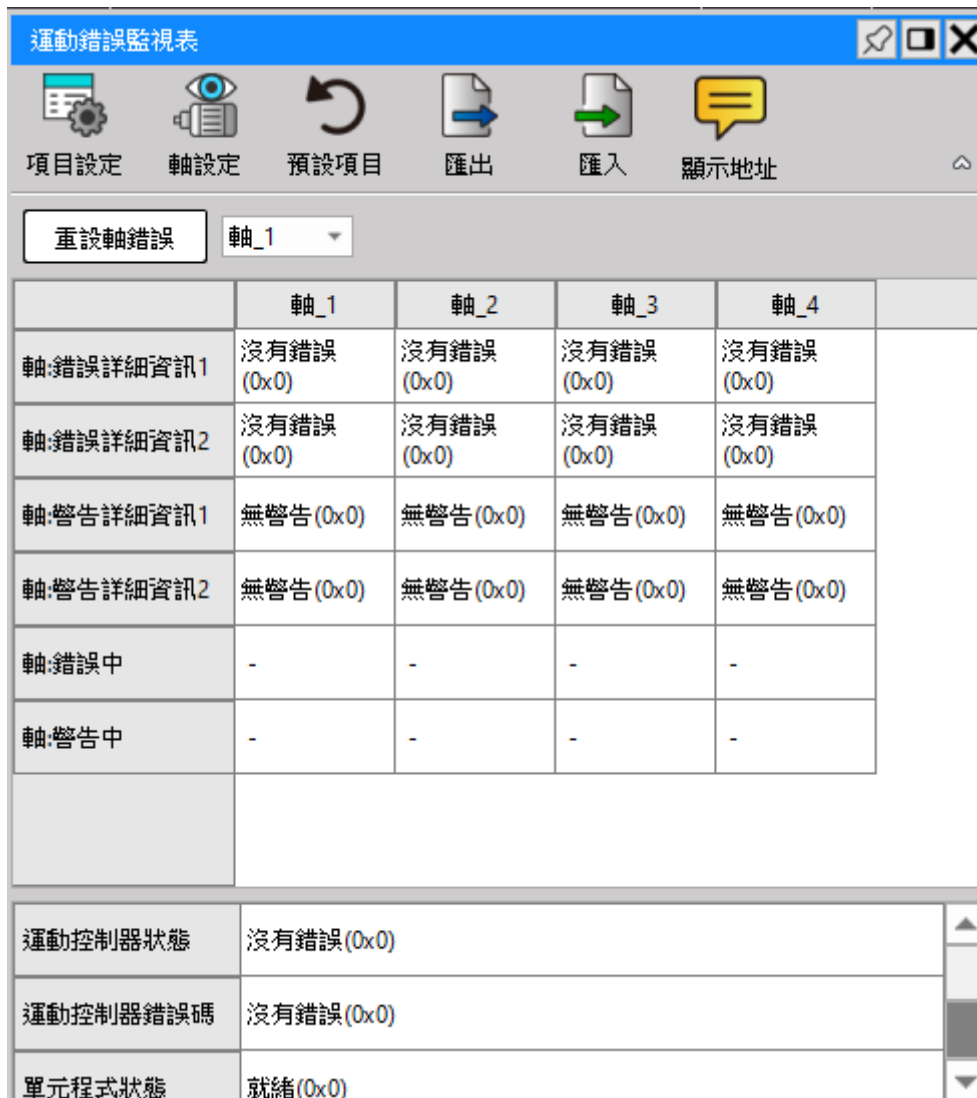 運動錯誤監視表
項目設定 軸設定 預設項目 匯出 匯入 顯示地址
重設軸錯誤 軸_1
軸_1 軸_2 軸_3 軸_4
軸:錯誤詳細資訊1 沒有錯誤(0x0) 沒有錯誤(0x0) 沒有錯誤(0x0) 沒有錯誤(0x0)
軸:錯誤詳細資訊2 沒有錯誤(0x0) 沒有錯誤(0x0) 沒有錯誤(0x0) 沒有錯誤(0x0)
軸:警告詳細資訊1 無警告(0x0) 無警告(0x0) 無警告(0x0) 無警告(0x0)
軸:警告詳細資訊2 無警告(0x0) 無警告(0x0) 無警告(0x0) 無警告(0x0)
軸:錯誤中 - - - -
軸:警告中 - - - -
運動控制器狀態 沒有錯誤(0x0)
運動控制器錯誤碼 沒有錯誤(0x0)
單元程式狀態 就緒(0x0)